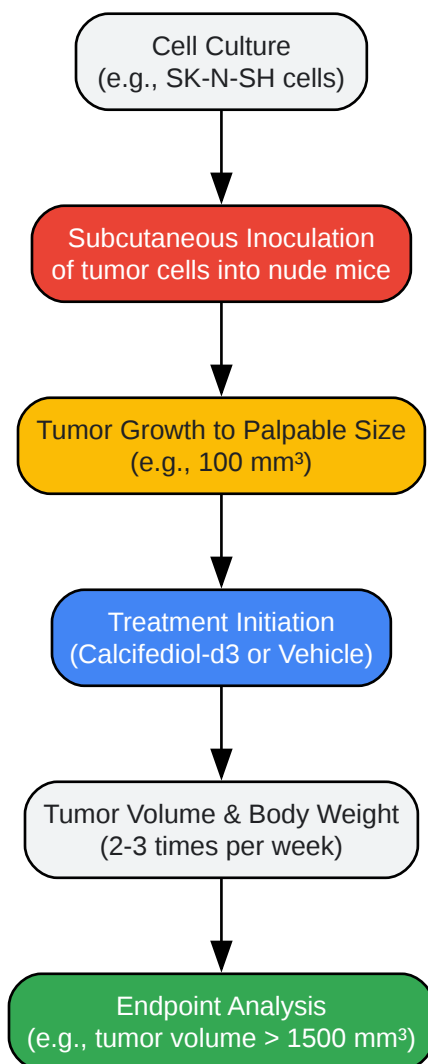 Cell Culture
(e.g., SK-N-SH cells)
Subcutaneous Inoculation
of tumor cells into nude mice
Tumor Growth to Palpable Size
(e.g., 100 mm³)
Treatment Initiation
(Calcifediol-d3 or Vehicle)
Tumor Volume & Body Weight
(2-3 times per week)
Endpoint Analysis
(e.g., tumor volume > 1500 mm³)